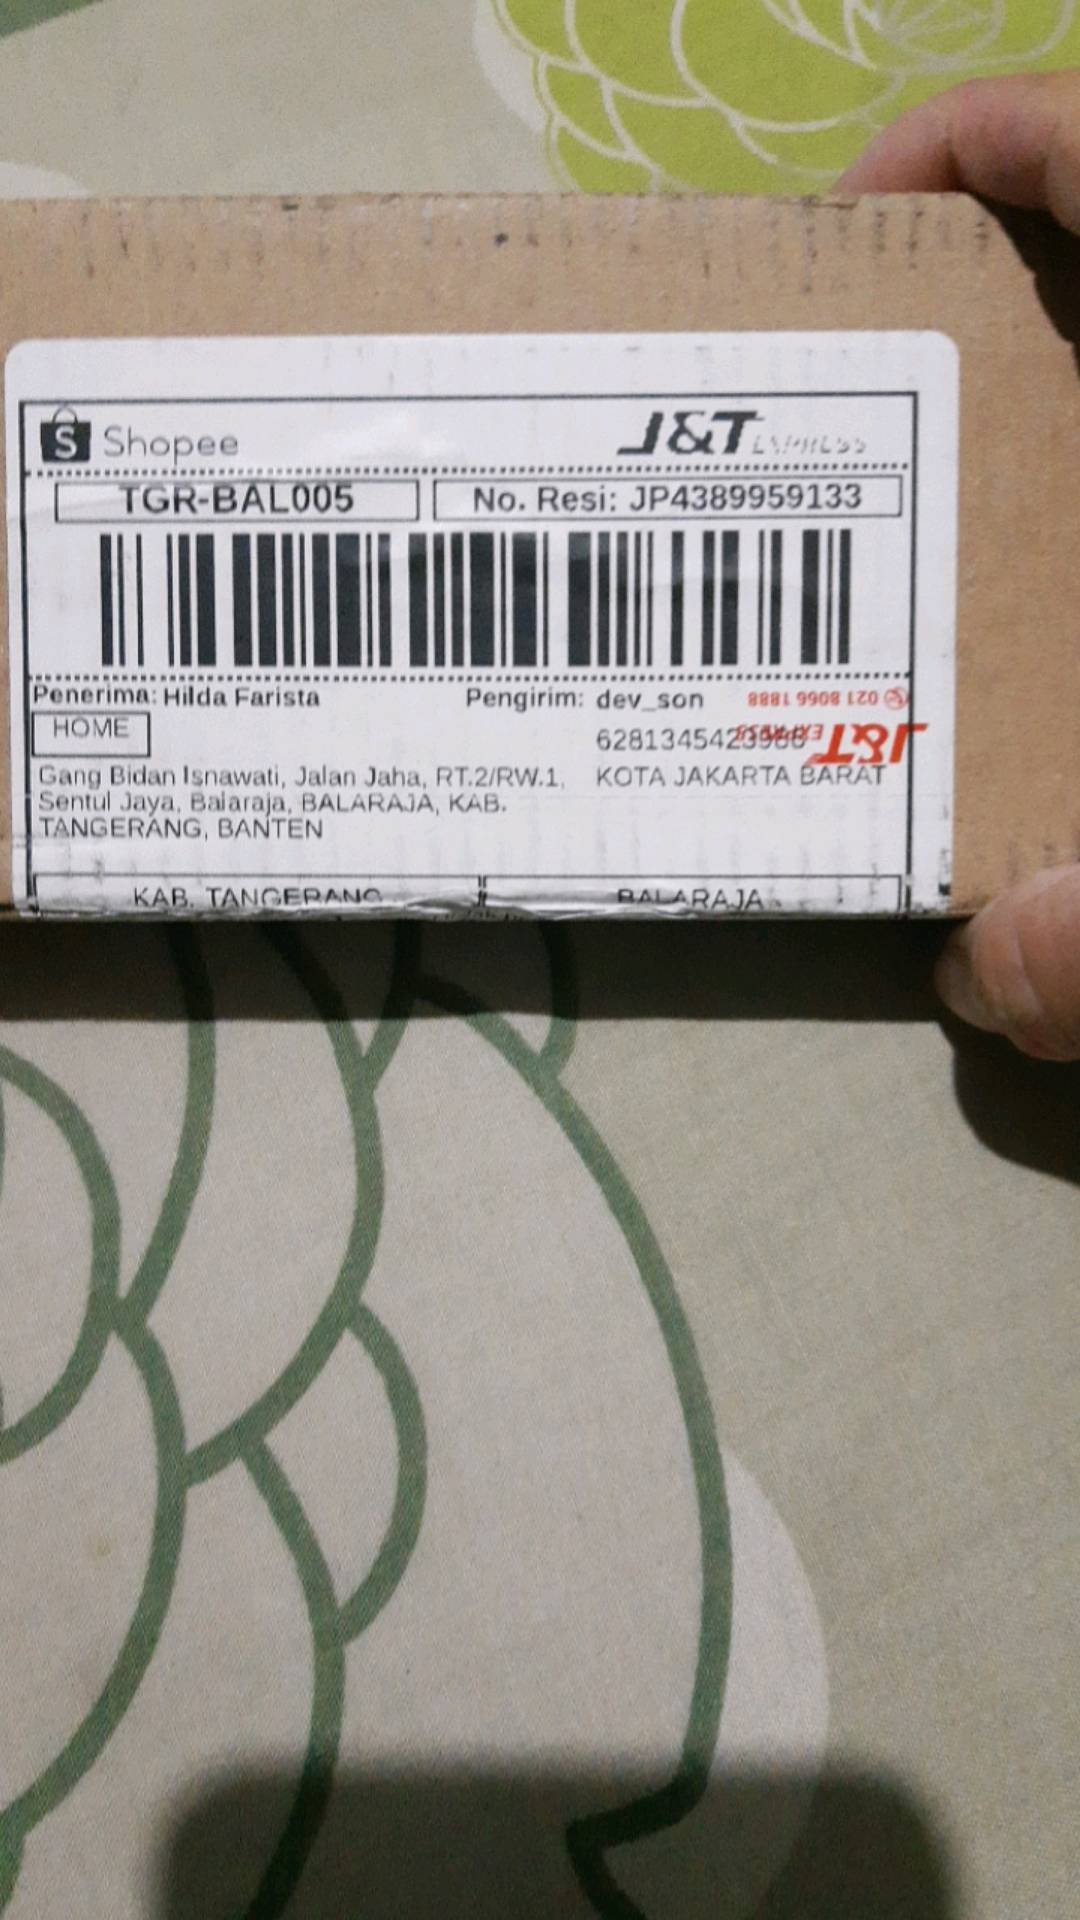 Shopee
J&T EXPRESS
TGR-BAL005
No. Resi: JP4389959133
Penerima: Hilda Farista
Pengirim: dev_son
021 8066 1888
HOME
J&T EXPRESS
Gang Bidan Isnawati, Jalan Jaha, RT.2/RW.1,
KOTA JAKARTA BARAT
Sentul Jaya, Balaraja, BALARAJA, KAB.
TANGERANG, BANTEN
KAB. TANGERANG
BALARAJA